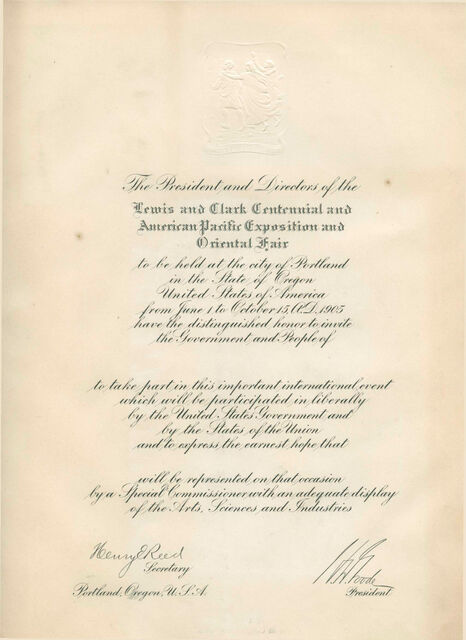 The President and Directors of the
Lewis and Clark Centennial and
American Pacific Exposition and
Oriental Fair
to be held at the city of Portland
in the State of Oregon
United States of America
from June 1 to October 15, A.D. 1905
have the distinguished honor to invite
the Government and People of
to take part in this important international event
which will be participated in liberally
by the United States Government and
by the States of the Union
and to express the earnest hope that
will be represented on that occasion
by a Special Commissioner with an adequate display
of the Arts, Sciences and Industries
Henry E Reed
Secretary
Portland, Oregon, U.S.A.
H W Goode
President